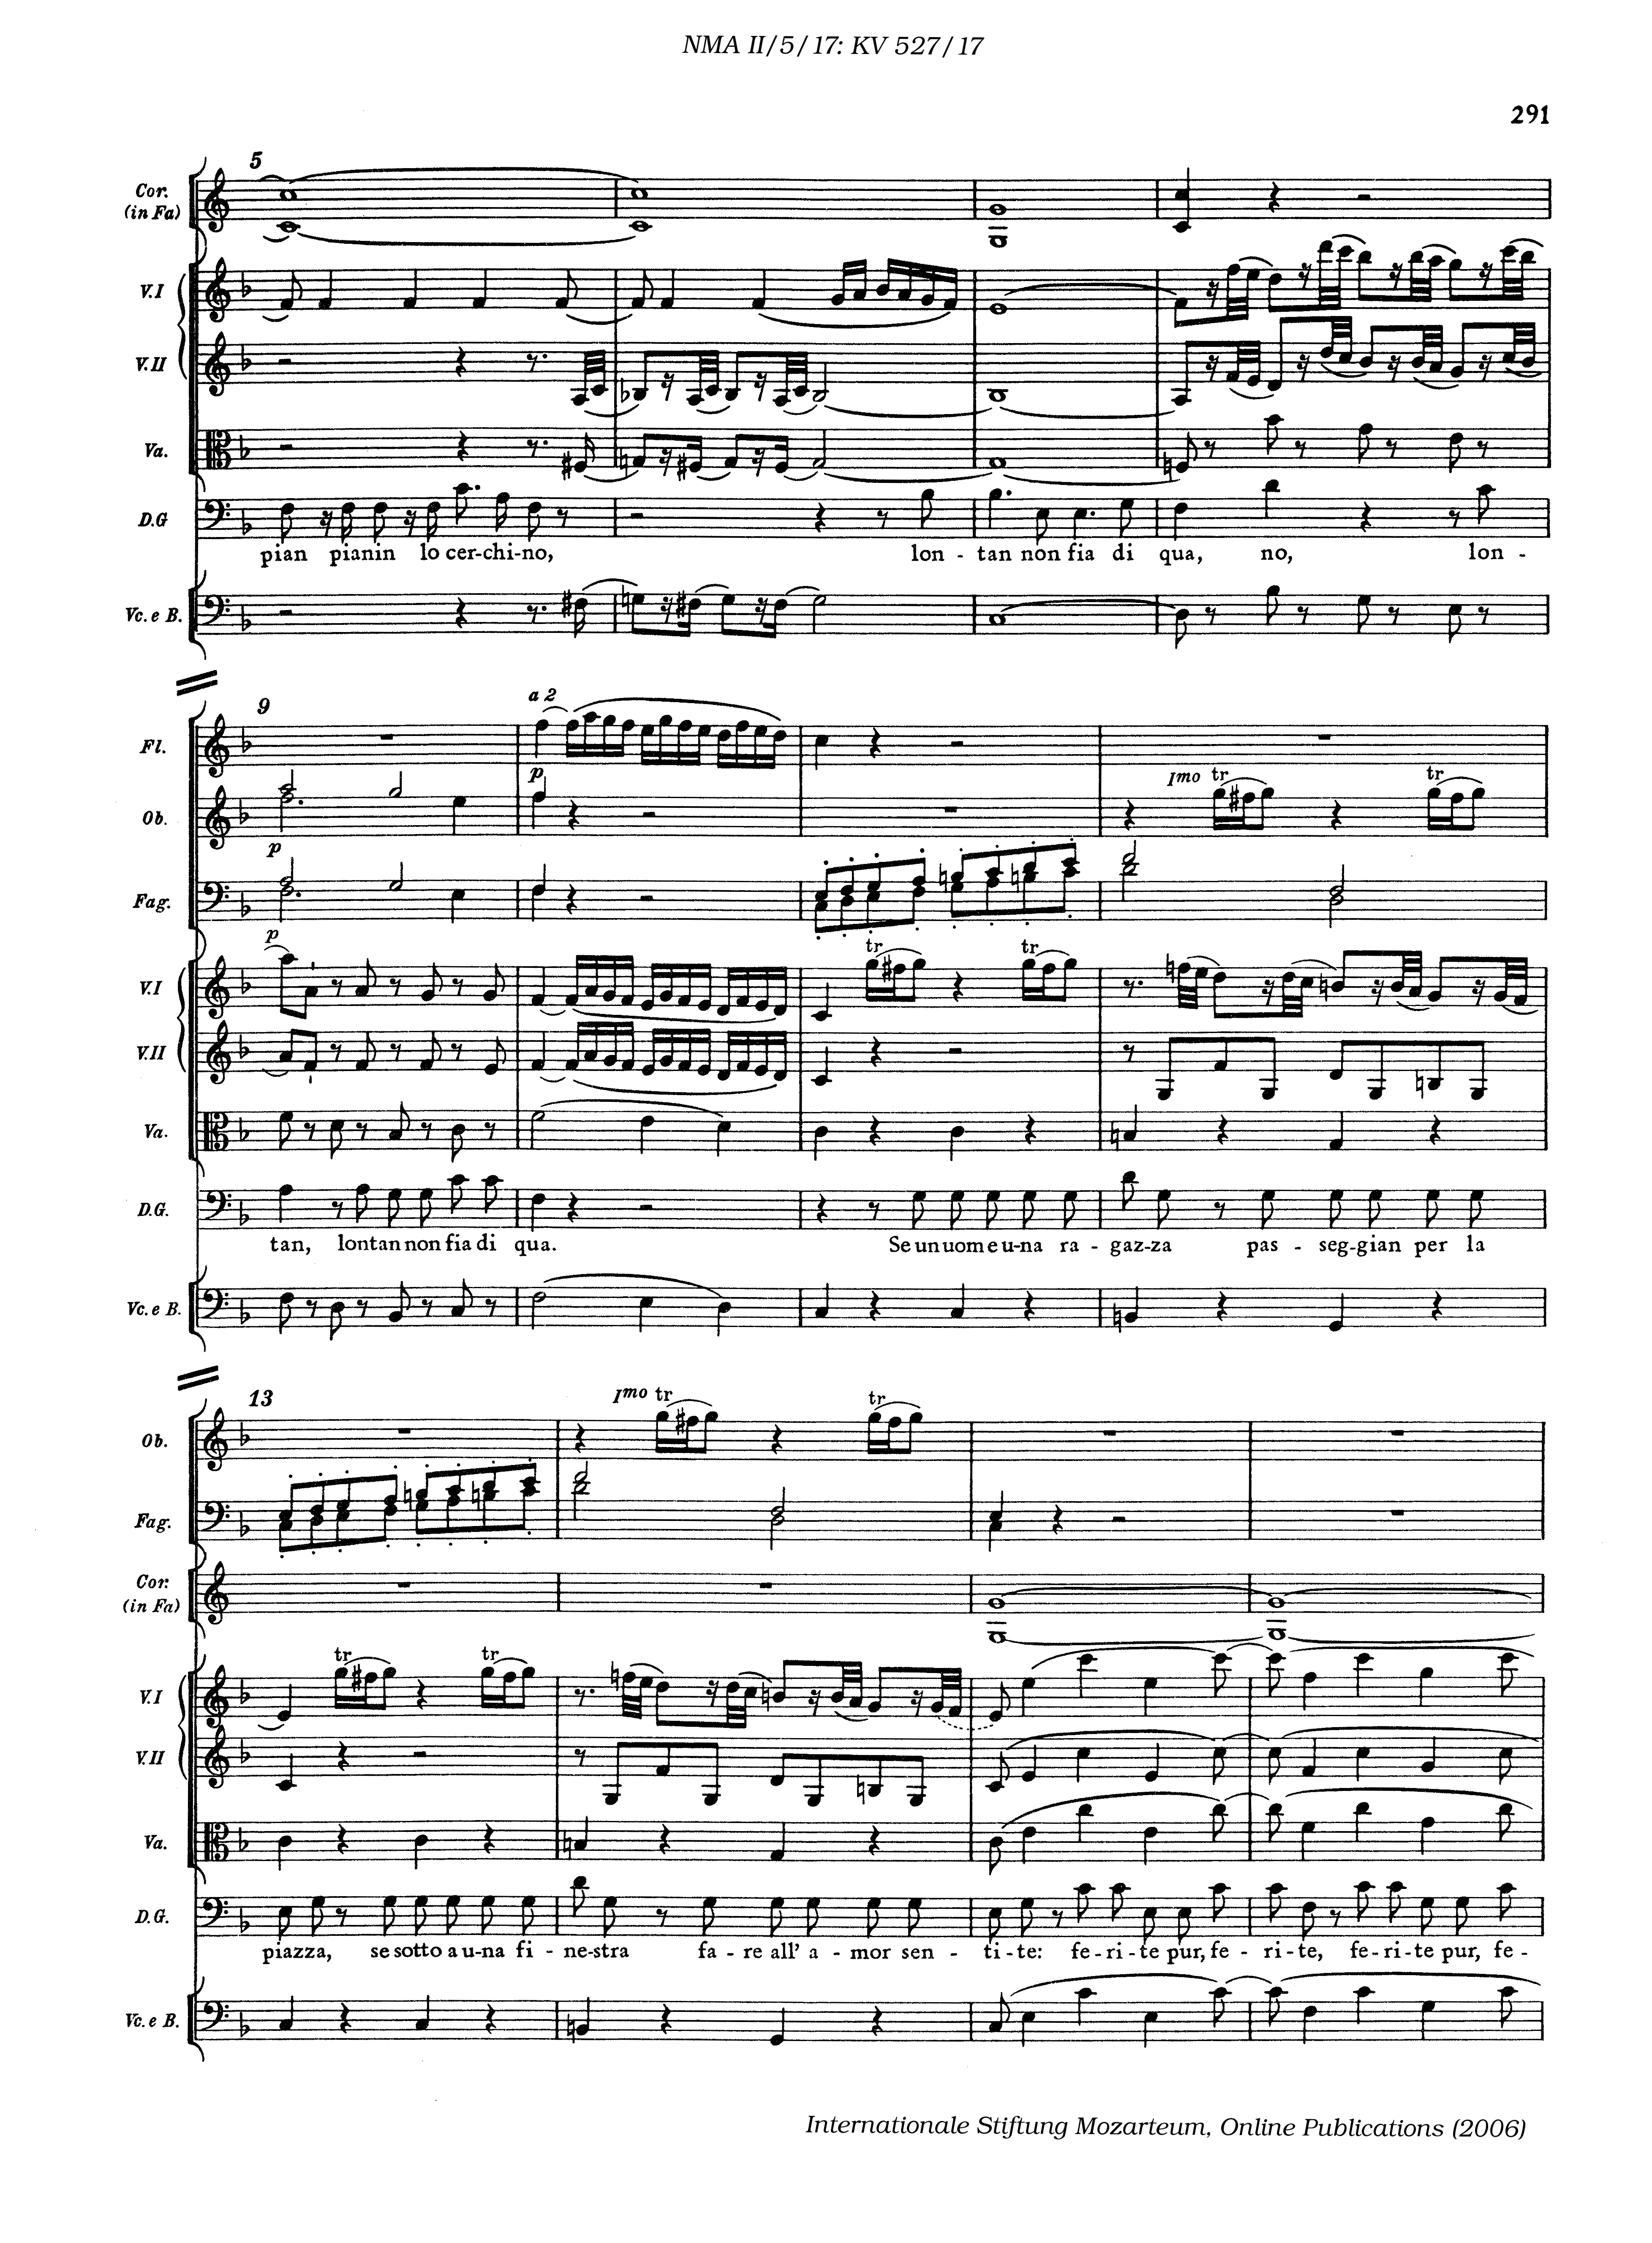 NMA II/5/17: KV 527/17
291
5
Cor.
(in Fa)
V.I
V.II
Va.
D.G
pian pianin lo cer-chi-no, lon - tan non fia di qua, no, lon -
Vc. e B.
9
a 2
Fl.
p
Imo tr tr
Ob.
p
Fag.
p
tr tr
V.I
V.II
Va.
D.G.
tan, lontan non fia di qua. Se un uom e u-na ra - gaz-za pas - seg-gian per la
Vc. e B.
13
Imo tr tr
Ob.
Fag.
Cor.
(in Fa)
tr tr
V.I
V.II
Va.
D.G.
piazza, se sotto a u-na fi - ne-stra fa - re all' a - mor sen - ti - te: fe - ri - te pur, fe - ri - te, fe - ri - te pur, fe -
Vc. e B.
Internationale Stiftung Mozarteum, Online Publications (2006)